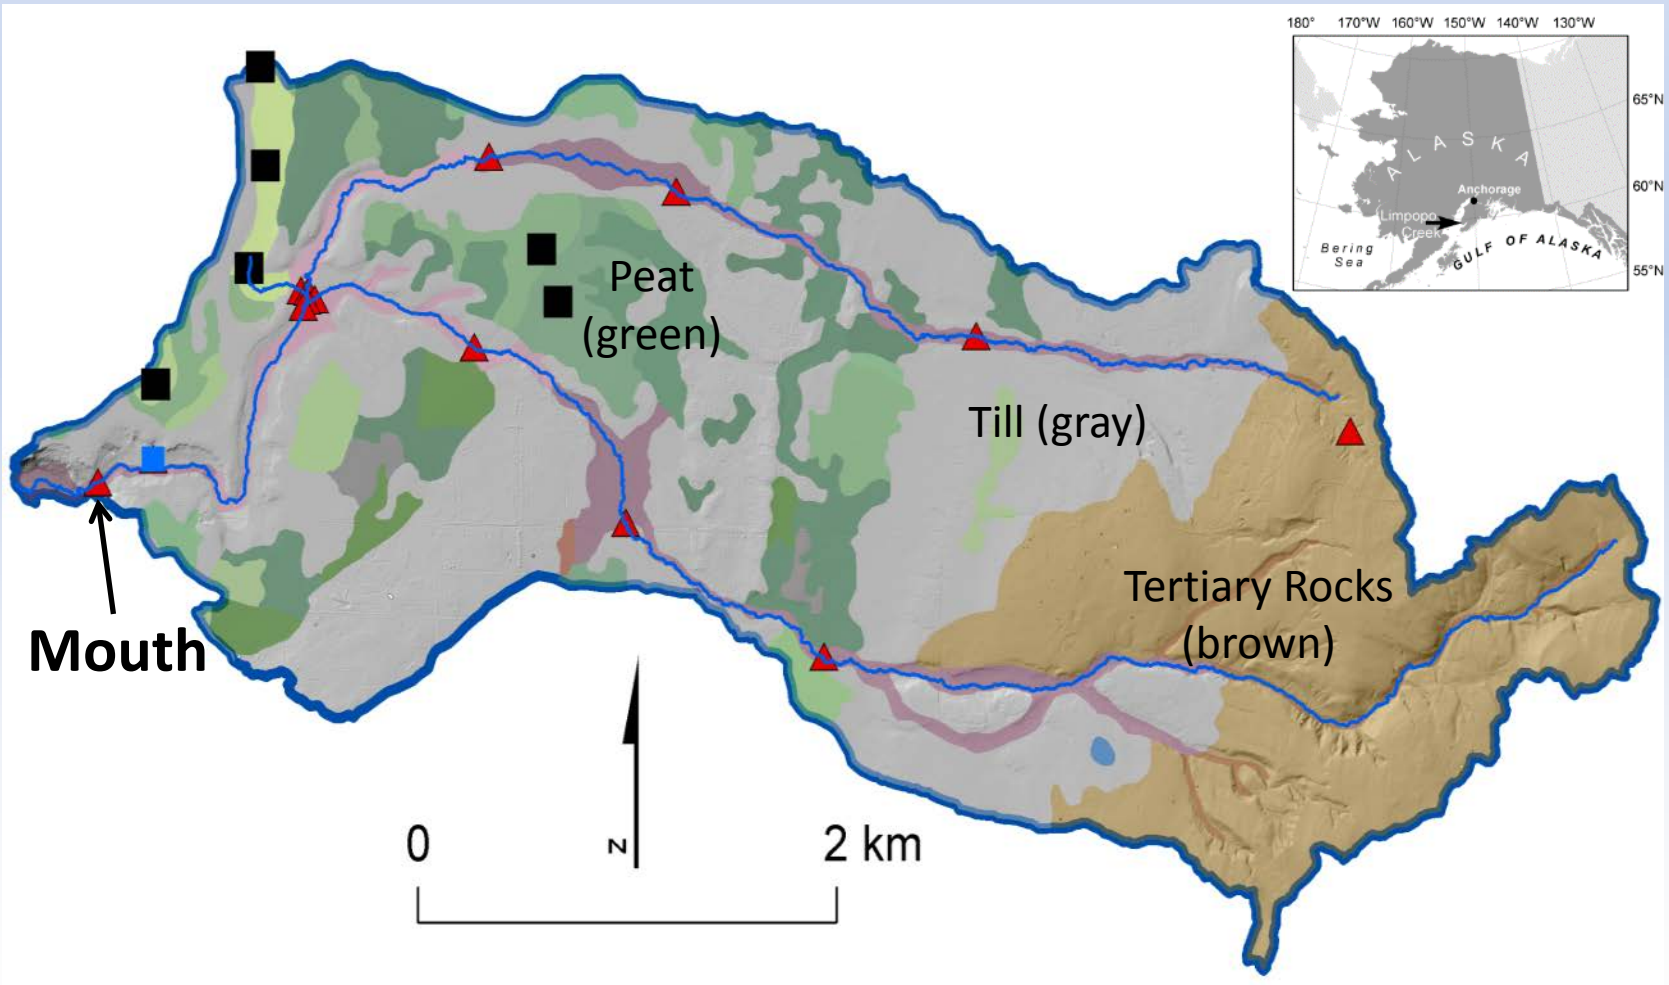 180° 170°W 160°W 150°W 140°W 130°W
65°N
60°N
55°N
ALASKA
Anchorage
Limpopo
Creek
Bering
Sea
GULF OF ALASKA
Peat
(green)
Till (gray)
Tertiary Rocks
(brown)
Mouth
N
0 2 km